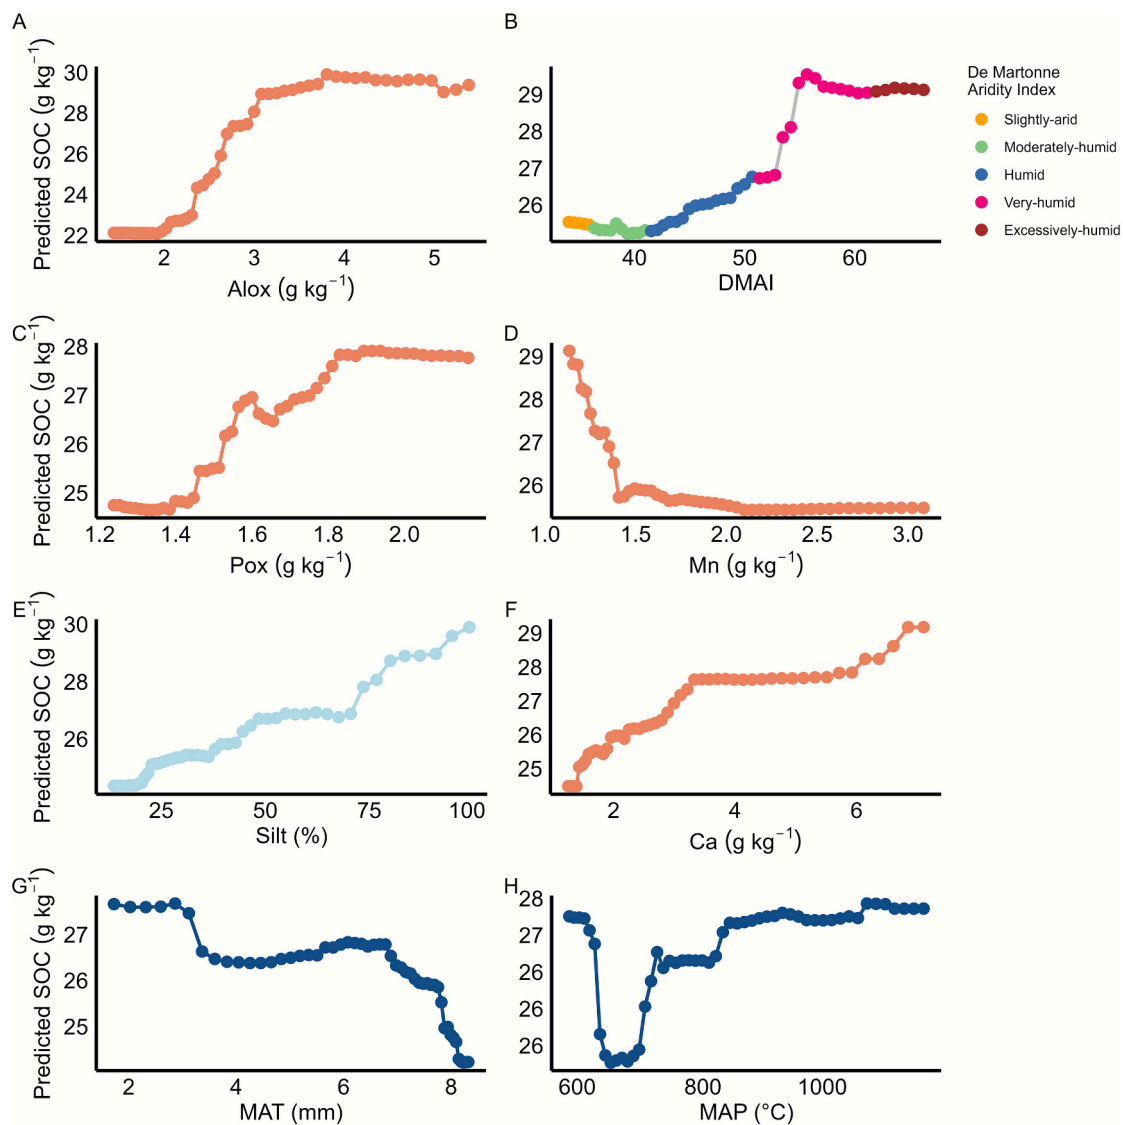 A
Predicted SOC (g kg⁻¹)
30
28
26
24
22
2 3 4 5
Alox (g kg⁻¹)
B
29
28
27
26
40 50 60
DMAI
De Martonne
Aridity Index
Slightly-arid
Moderately-humid
Humid
Very-humid
Excessively-humid
C
Predicted SOC (g kg⁻¹)
28
27
26
25
1.2 1.4 1.6 1.8 2.0
Pox (g kg⁻¹)
D
29
28
27
26
1.0 1.5 2.0 2.5 3.0
Mn (g kg⁻¹)
E
Predicted SOC (g kg⁻¹)
30
28
26
25 50 75 100
Silt (%)
F
29
28
27
26
25
2 4 6
Ca (g kg⁻¹)
G
Predicted SOC (g kg⁻¹)
27
26
25
2 4 6 8
MAT (mm)
H
28
27
26
26
26
600 800 1000
MAP (°C)